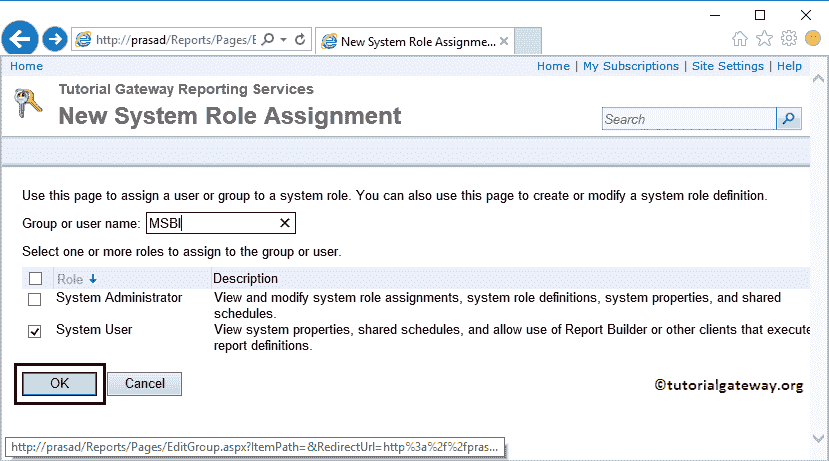 http://prasad/Reports/Pages/E
New System Role Assignme...
Home
Home | My Subscriptions | Site Settings | Help
Tutorial Gateway Reporting Services
New System Role Assignment
Search
Use this page to assign a user or group to a system role. You can also use this page to create or modify a system role definition.
Group or user name: MSBI
Select one or more roles to assign to the group or user.
Role Description
System Administrator View and modify system role assignments, system role definitions, system properties, and shared
schedules.
System User View system properties, shared schedules, and allow use of Report Builder or other clients that execute
report definitions.
OK Cancel
©tutorialgateway.org
http://prasad/Reports/Pages/EditGroup.aspx?ItemPath=&RedirectUrl=http%3a%2f%2fpras...